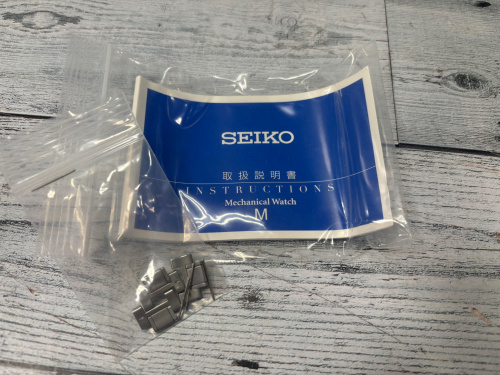 SEIKO
取扱説明書
INSTRUCTIONS
Mechanical Watch
M